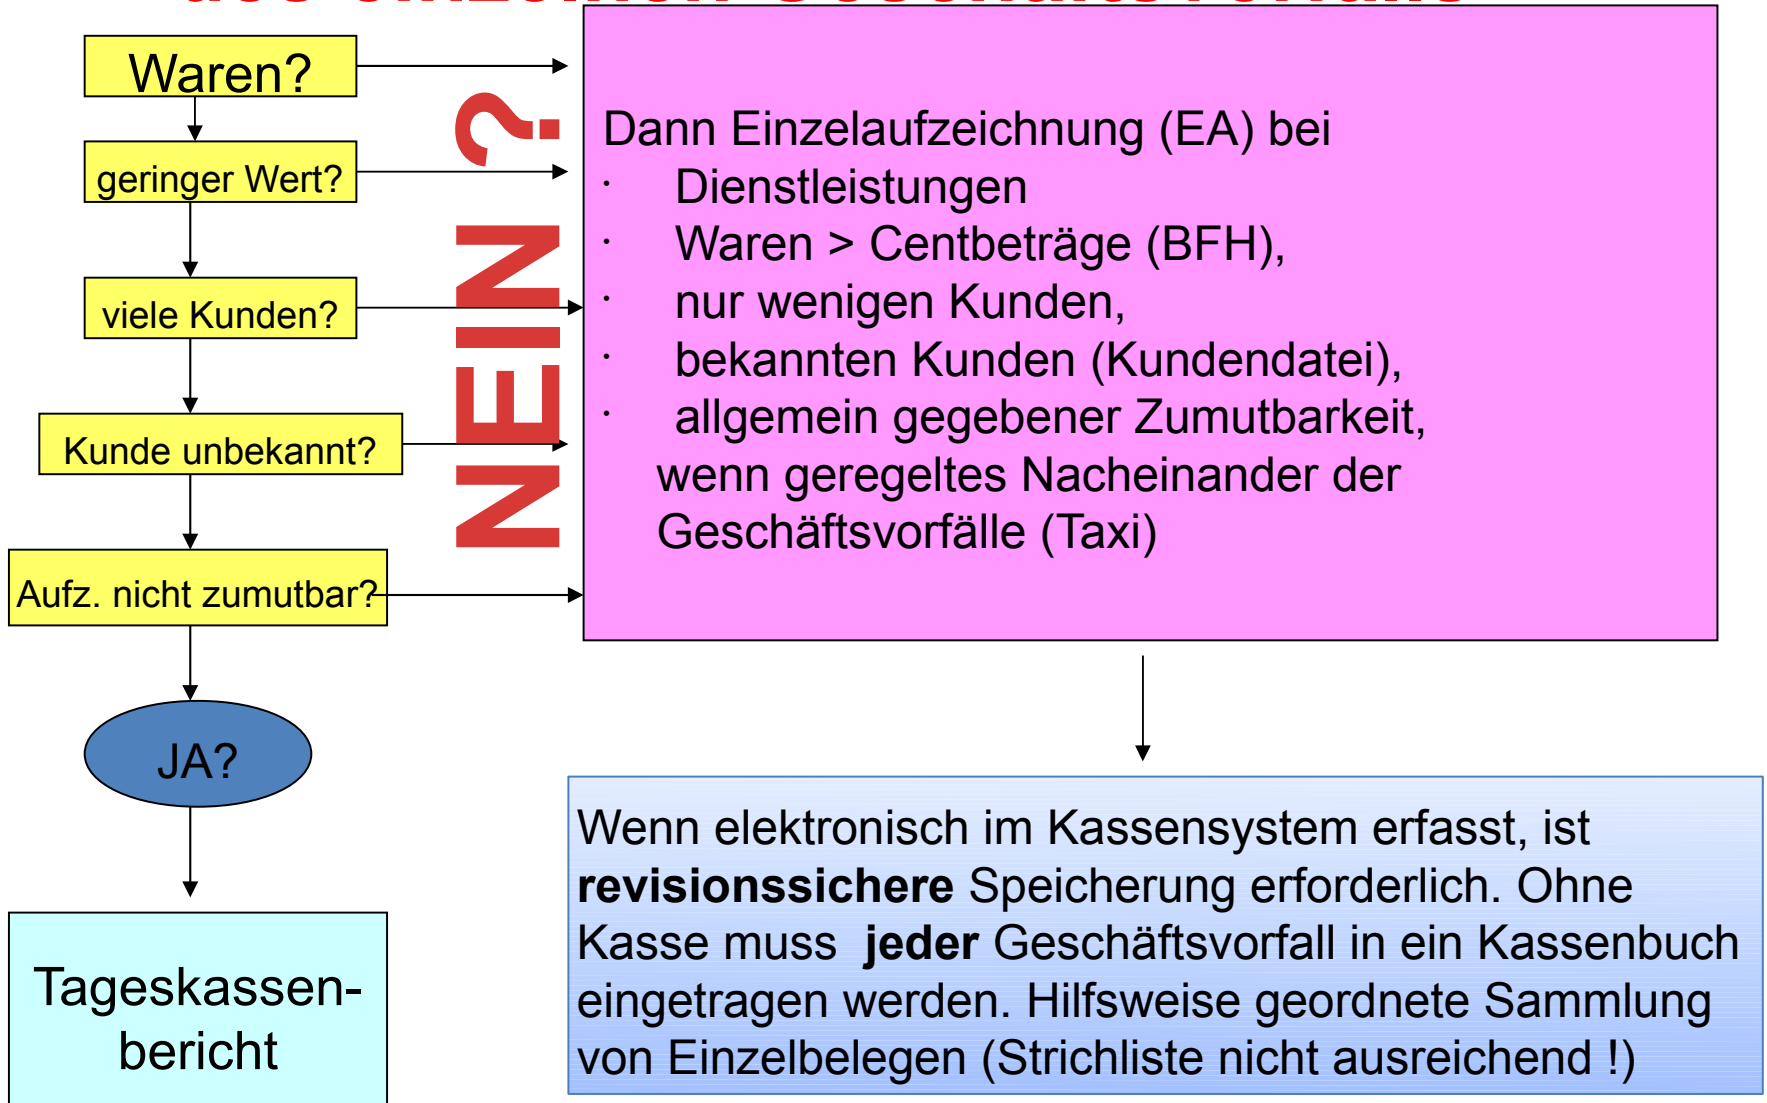 des einzelnen Geschäftsvorfalls
Waren?
geringer Wert?
viele Kunden?
Kunde unbekannt?
Aufz. nicht zumutbar?
JA?
Tageskassen-
bericht
NEIN ?
Dann Einzelaufzeichnung (EA) bei
· Dienstleistungen
· Waren > Centbeträge (BFH),
· nur wenigen Kunden,
· bekannten Kunden (Kundendatei),
· allgemein gegebener Zumutbarkeit,
wenn geregeltes Nacheinander der
Geschäftsvorfälle (Taxi)
Wenn elektronisch im Kassensystem erfasst, ist
revisionssichere Speicherung erforderlich. Ohne
Kasse muss jeder Geschäftsvorfall in ein Kassenbuch
eingetragen werden. Hilfsweise geordnete Sammlung
von Einzelbelegen (Strichliste nicht ausreichend !)